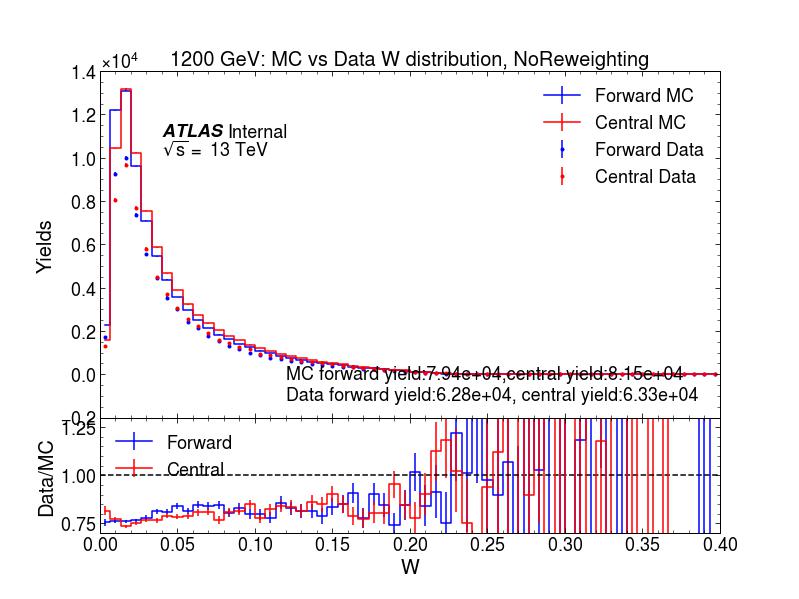 ×10⁴
1200 GeV: MC vs Data W distribution, NoReweighting
1.4
1.2
1.0
0.8
0.6
0.4
0.2
0.0
0.2
Yields
ATLAS Internal
√s = 13 TeV
Forward MC
Central MC
Forward Data
Central Data
MC forward yield:7.94e+04,central yield:8.15e+04
Data forward yield:6.28e+04, central yield:6.33e+04
1.25
1.00
0.75
Data/MC
Forward
Central
0.00 0.05 0.10 0.15 0.20 0.25 0.30 0.35 0.40
W